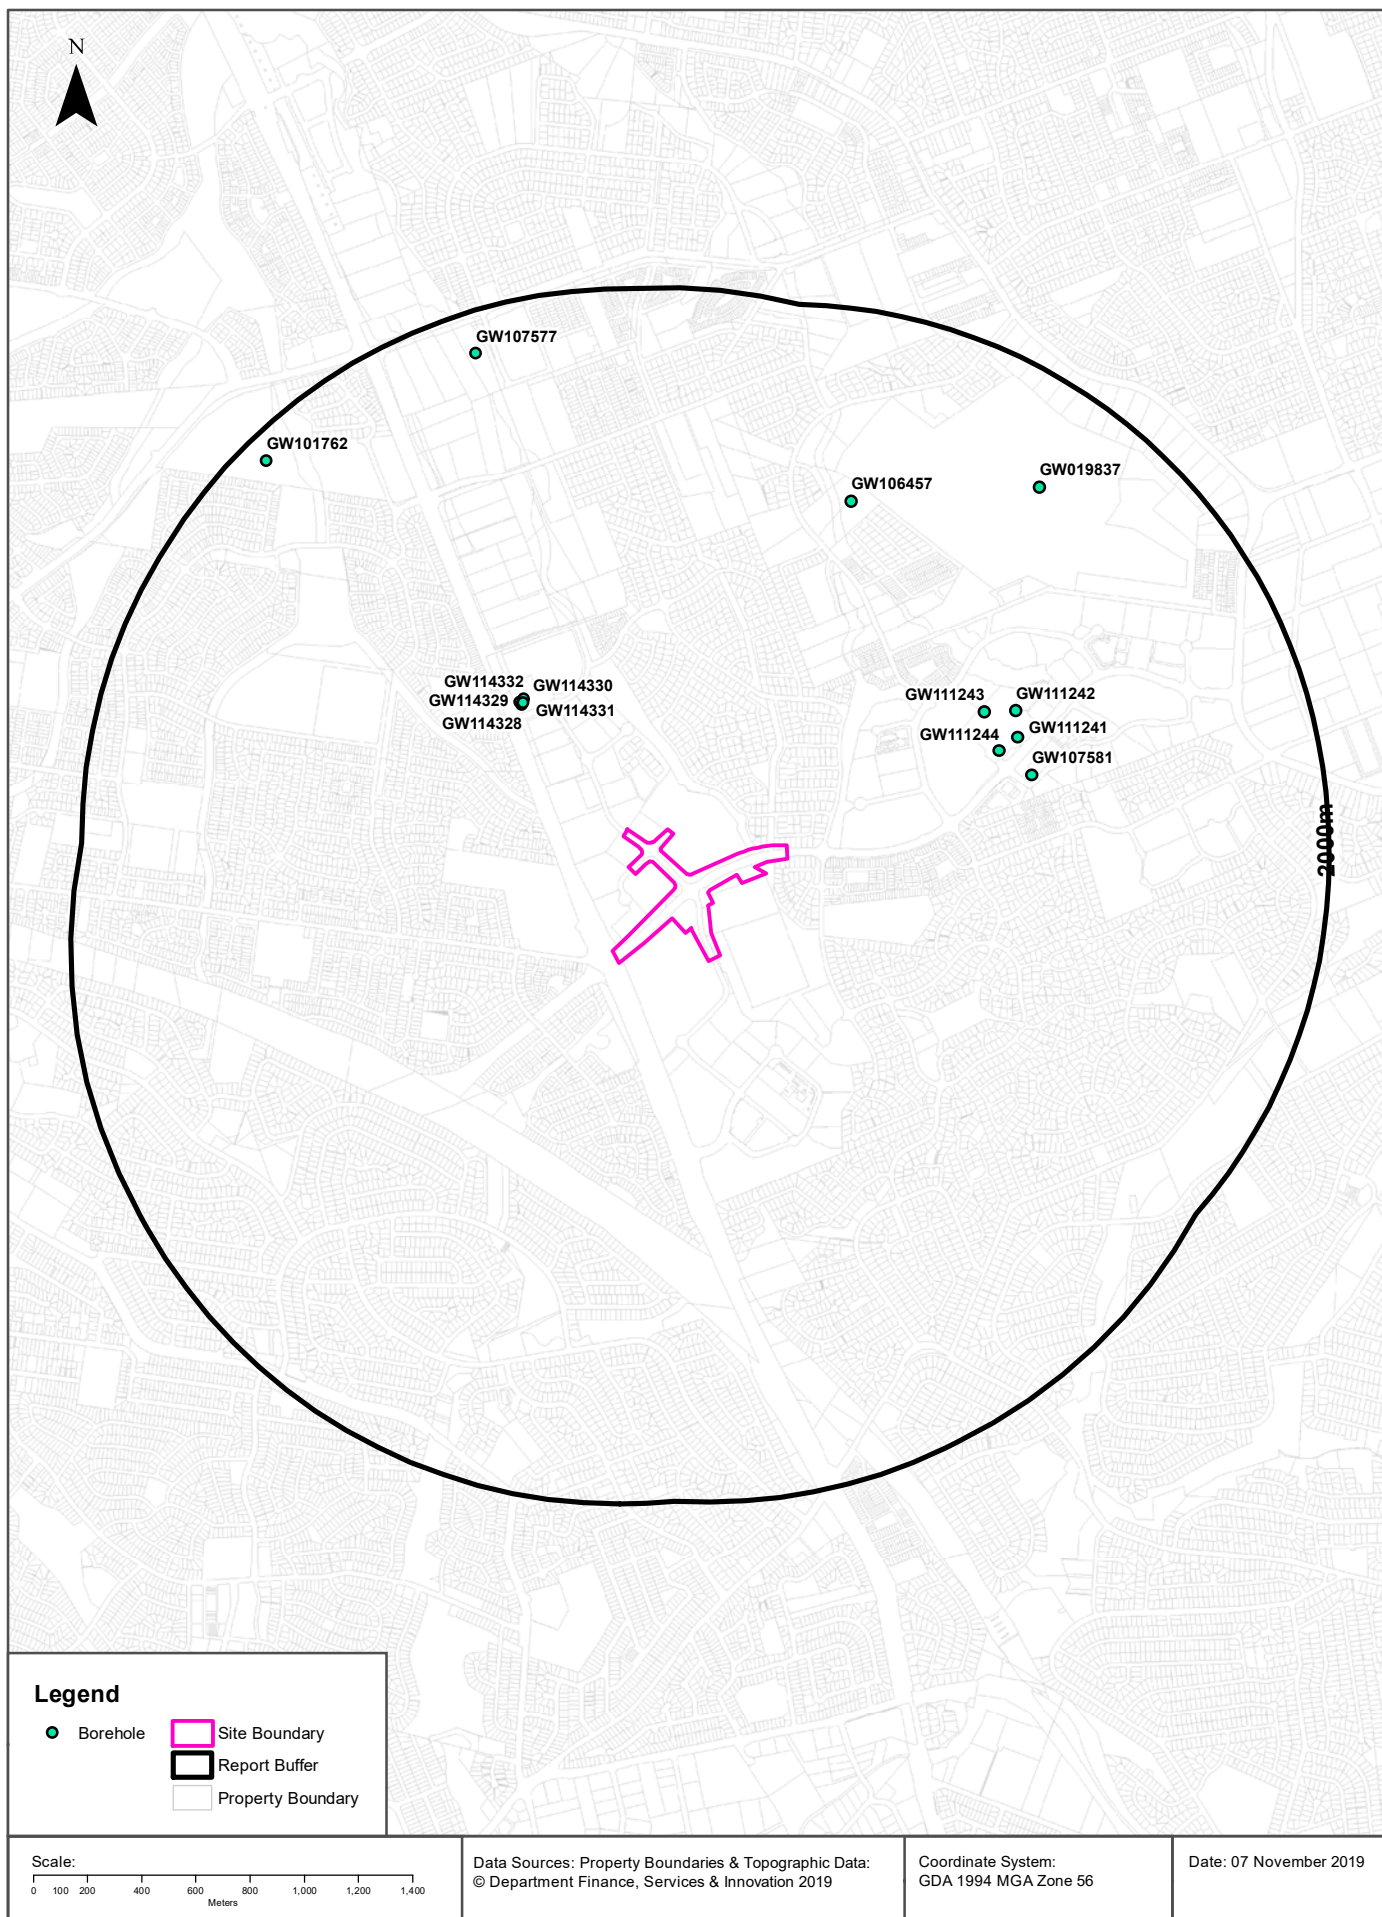 N
GW107577
GW101762
GW019837
GW106457
GW114332
GW114330
GW114329
GW114331
GW114328
GW111243
GW111242
GW111244
GW111241
GW107581
2000m
Legend
Borehole
Site Boundary
Report Buffer
Property Boundary
Scale:
0 100 200 400 600 800 1,000 1,200 1,400
Meters
Data Sources: Property Boundaries & Topographic Data:
© Department Finance, Services & Innovation 2019
Coordinate System:
GDA 1994 MGA Zone 56
Date: 07 November 2019